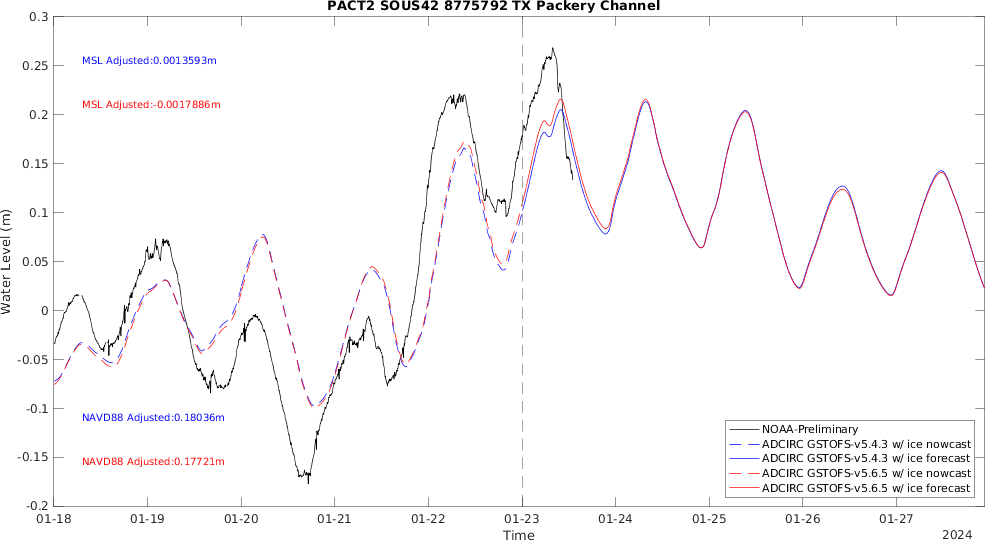 PACT2 SOUS42 8775792 TX Packery Channel
0.3
0.25
0.2
0.15
0.1
0.05
0
-0.05
-0.1
-0.15
-0.2
Water Level (m)
MSL Adjusted:0.0013593m
MSL Adjusted:-0.0017886m
NAVD88 Adjusted:0.18036m
NAVD88 Adjusted:0.17721m
NOAA-Preliminary
ADCIRC GSTOFS-v5.4.3 w/ ice nowcast
ADCIRC GSTOFS-v5.4.3 w/ ice forecast
ADCIRC GSTOFS-v5.6.5 w/ ice nowcast
ADCIRC GSTOFS-v5.6.5 w/ ice forecast
01-18 01-19 01-20 01-21 01-22 01-23 01-24 01-25 01-26 01-27
Time
2024